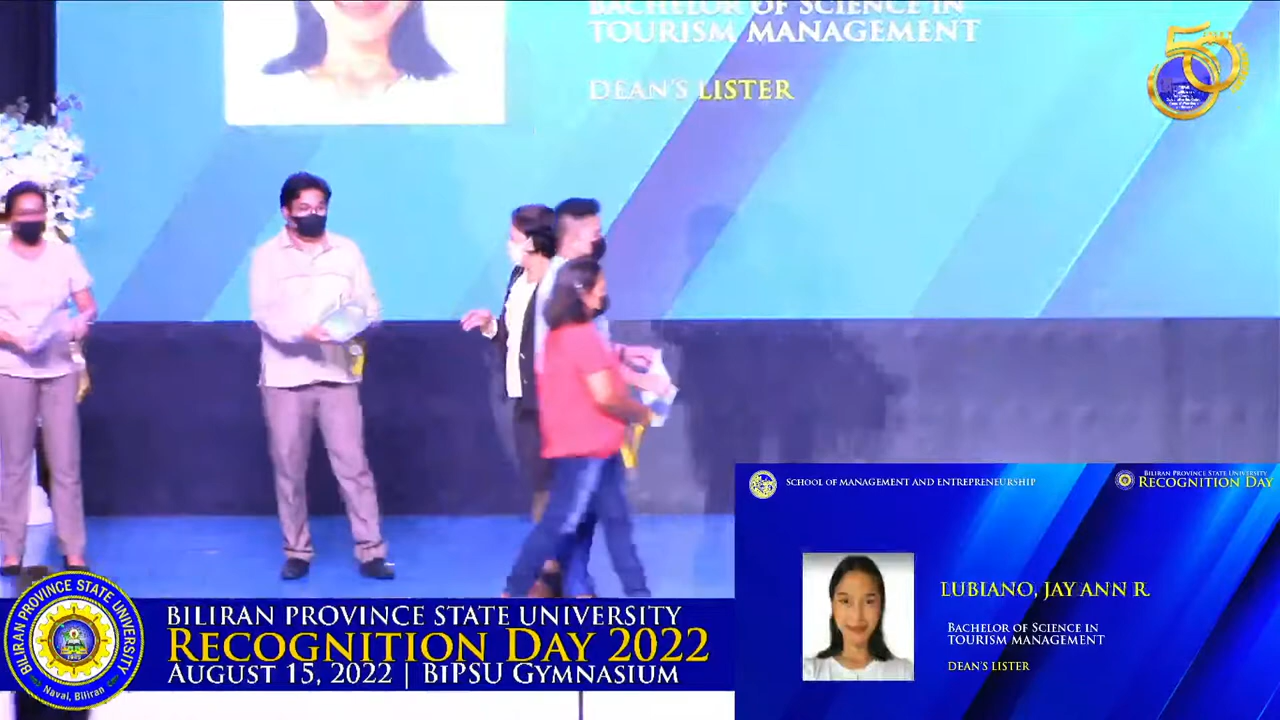 BACHELOR OF SCIENCE IN
TOURISM MANAGEMENT
DEAN'S LISTER
50
SCHOOL OF MANAGEMENT AND ENTREPRENEURSHIP
BILIRAN PROVINCE STATE UNIVERSITY
RECOGNITION DAY
LUBIANO, JAY ANN R.
BACHELOR OF SCIENCE IN
TOURISM MANAGEMENT
DEAN'S LISTER
BILIRAN PROVINCE STATE UNIVERSITY
Naval, Biliran
BILIRAN PROVINCE STATE UNIVERSITY
RECOGNITION DAY 2022
AUGUST 15, 2022 | BIPSU GYMNASIUM